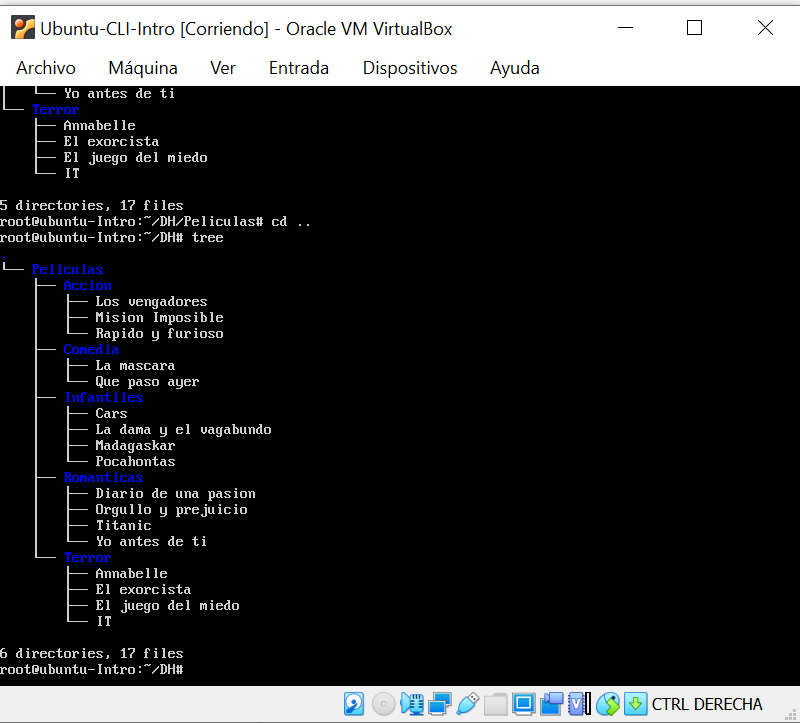 Ubuntu-CLI-Intro [Corriendo] - Oracle VM VirtualBox
Archivo Máquina Ver Entrada Dispositivos Ayuda
│   └── Yo antes de ti
└── Terror
    ├── Annabelle
    ├── El exorcista
    ├── El juego del miedo
    └── IT
5 directories, 17 files
root@ubuntu-Intro:~/DH/Peliculas# cd ..
root@ubuntu-Intro:~/DH# tree
.
└── Peliculas
    ├── Accion
    │   ├── Los vengadores
    │   ├── Mision Imposible
    │   └── Rapido y furioso
    ├── Comedia
    │   ├── La mascara
    │   └── Que paso ayer
    ├── Infantiles
    │   ├── Cars
    │   ├── La dama y el vagabundo
    │   ├── Madagaskar
    │   └── Pocahontas
    ├── Romanticas
    │   ├── Diario de una pasion
    │   ├── Orgullo y prejuicio
    │   ├── Titanic
    │   └── Yo antes de ti
    └── Terror
        ├── Annabelle
        ├── El exorcista
        ├── El juego del miedo
        └── IT
6 directories, 17 files
root@ubuntu-Intro:~/DH#
CTRL DERECHA